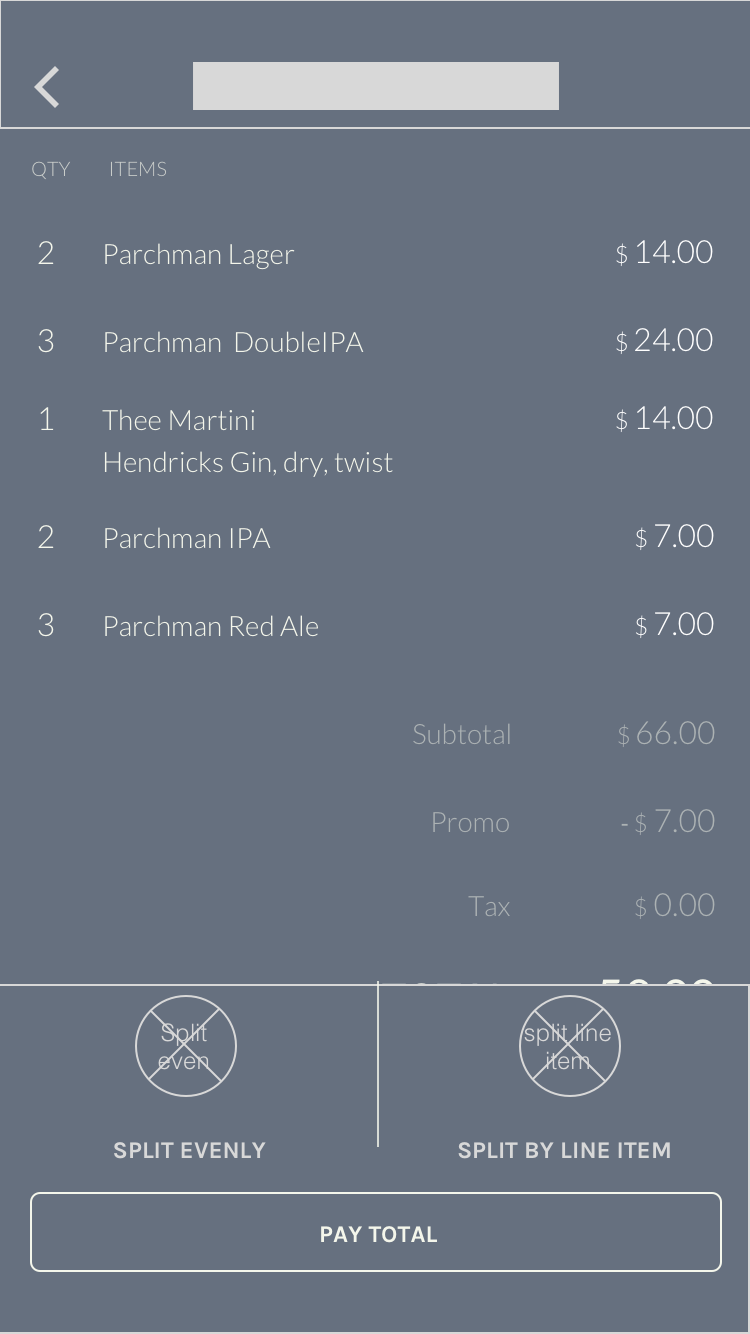 QTY ITEMS
2 Parchman Lager $ 14.00
3 Parchman DoubleIPA $ 24.00
1 Thee Martini $ 14.00
Hendricks Gin, dry, twist
2 Parchman IPA $ 7.00
3 Parchman Red Ale $ 7.00
Subtotal $ 66.00
Promo - $ 7.00
Tax $ 0.00
Split
even
split line
item
SPLIT EVENLY SPLIT BY LINE ITEM
PAY TOTAL